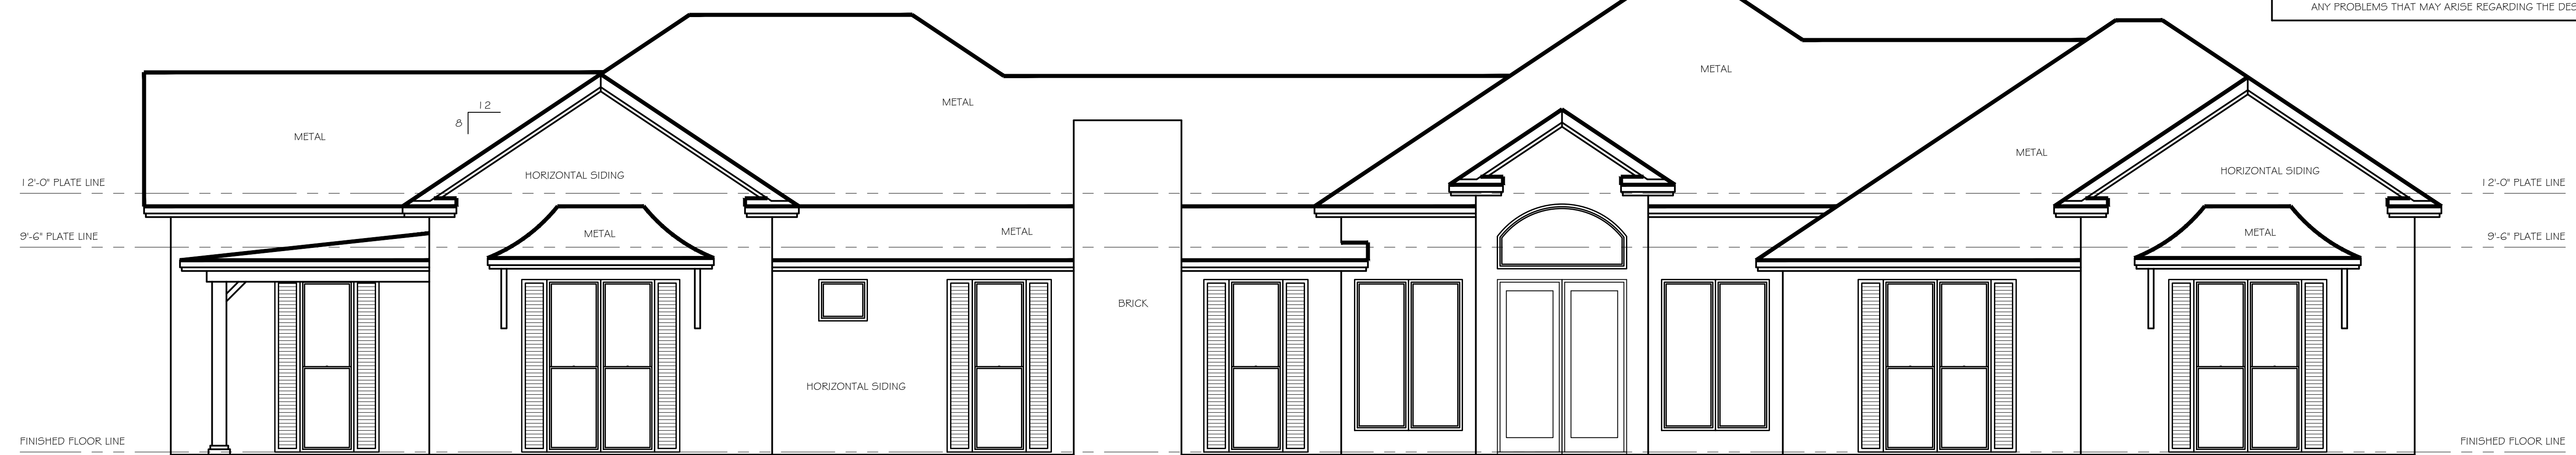 ANY PROBLEMS THAT MAY ARISE REGARDING THE DES
METAL
METAL
12
8
METAL
METAL
HORIZONTAL SIDING
HORIZONTAL SIDING
12'-0" PLATE LINE
12'-0" PLATE LINE
METAL
METAL
METAL
9'-6" PLATE LINE
9'-6" PLATE LINE
BRICK
HORIZONTAL SIDING
FINISHED FLOOR LINE
FINISHED FLOOR LINE